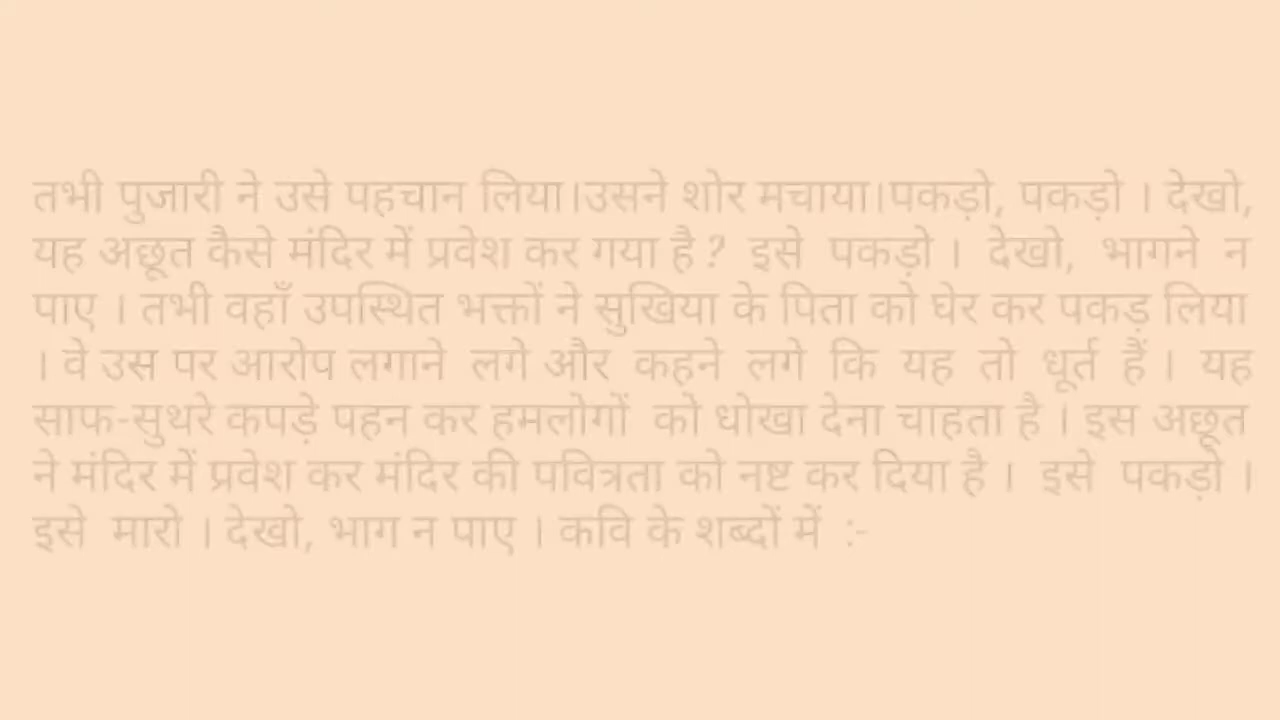 तभी पुजारी ने उसे पहचान लिया।उसने शोर मचाया।पकड़ो, पकड़ो । देखो,
यह अछूत कैसे मंदिर में प्रवेश कर गया है ? इसे पकड़ो । देखो, भागने न
पाए । तभी वहाँ उपस्थित भक्तों ने सुखिया के पिता को घेर कर पकड़ लिया
। वे उस पर आरोप लगाने लगे और कहने लगे कि यह तो धूर्त हैं । यह
साफ-सुथरे कपड़े पहन कर हमलोगों को धोखा देना चाहता है । इस अछूत
ने मंदिर में प्रवेश कर मंदिर की पवित्रता को नष्ट कर दिया है । इसे पकड़ो ।
इसे मारो । देखो, भाग न पाए । कवि के शब्दों में :-